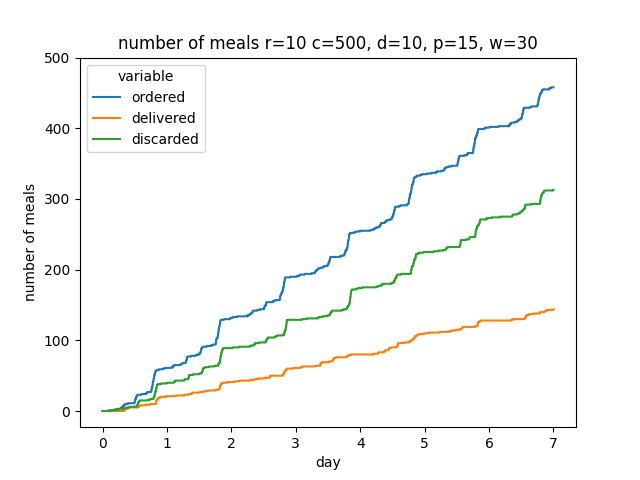 number of meals r=10 c=500, d=10, p=15, w=30
variable
ordered
delivered
discarded
number of meals
500
400
300
200
100
0
0 1 2 3 4 5 6 7
day